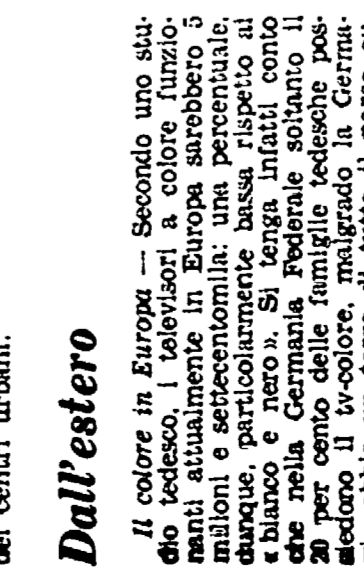 dei centri urbani.
Dall'estero
Il colore in Europa — Secondo uno stu-
dio tedesco, i televisori a colore funzio-
nanti attualmente in Europa sarebbero 5
milioni e settecentomila: una percentuale,
dunque, particolarmente bassa rispetto al
« bianco e nero ». Si tenga infatti conto
che nella Germania Federale soltanto il
20 per cento delle famiglie tedesche pos-
siedono il tv-colore, malgrado la Germa-